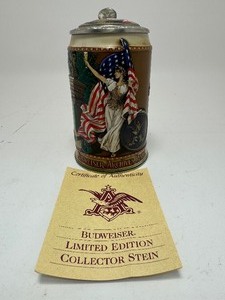 Certificate of Authenticity
BUDWEISER
LIMITED EDITION
COLLECTOR STEIN